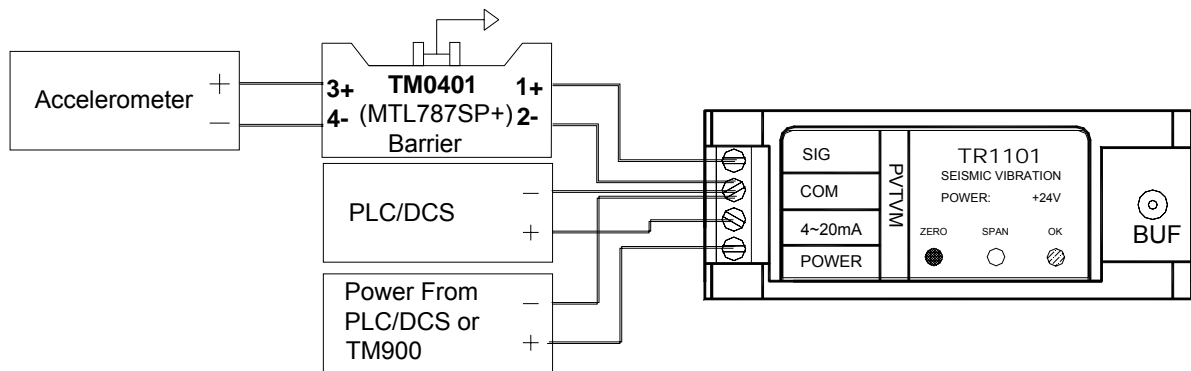 Accelerometer
+
−
3+ TM0401 1+
4- (MTL787SP+) 2-
Barrier
PLC/DCS
−
+
Power From
PLC/DCS or
TM900
−
+
SIG
COM
4~20mA
POWER
PVTVM
TR1101
SEISMIC VIBRATION
POWER: +24V
ZERO SPAN OK
BUF